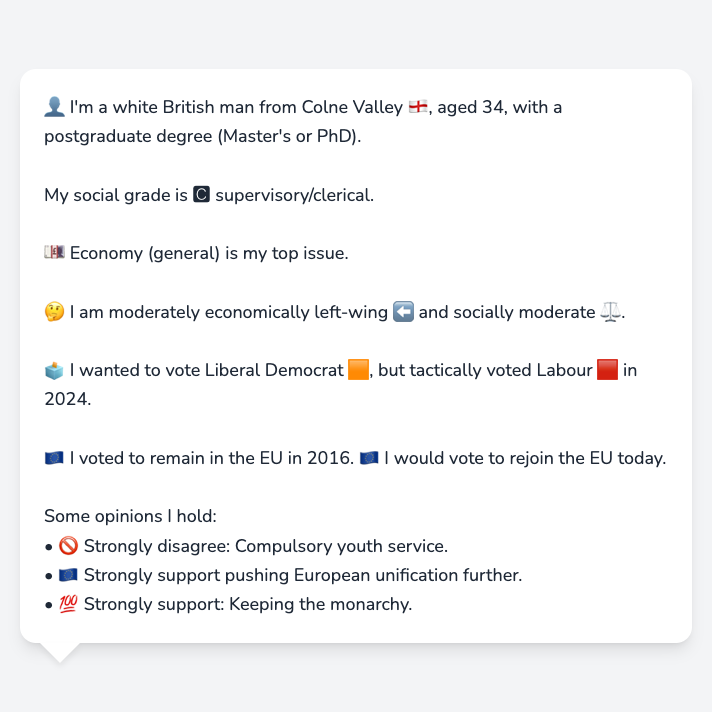 👤 I'm a white British man from Colne Valley 🏴󠁧󠁢󠁥󠁮󠁧󠁿, aged 34, with a
postgraduate degree (Master's or PhD).
My social grade is 🅲 supervisory/clerical.
💷 Economy (general) is my top issue.
🤔 I am moderately economically left-wing ⬅️ and socially moderate ⚖️.
🗳️ I wanted to vote Liberal Democrat 🟧, but tactically voted Labour 🟥 in
2024.
🇪🇺 I voted to remain in the EU in 2016. 🇪🇺 I would vote to rejoin the EU today.
Some opinions I hold:
• 🚫 Strongly disagree: Compulsory youth service.
• 🇪🇺 Strongly support pushing European unification further.
• 💯 Strongly support: Keeping the monarchy.